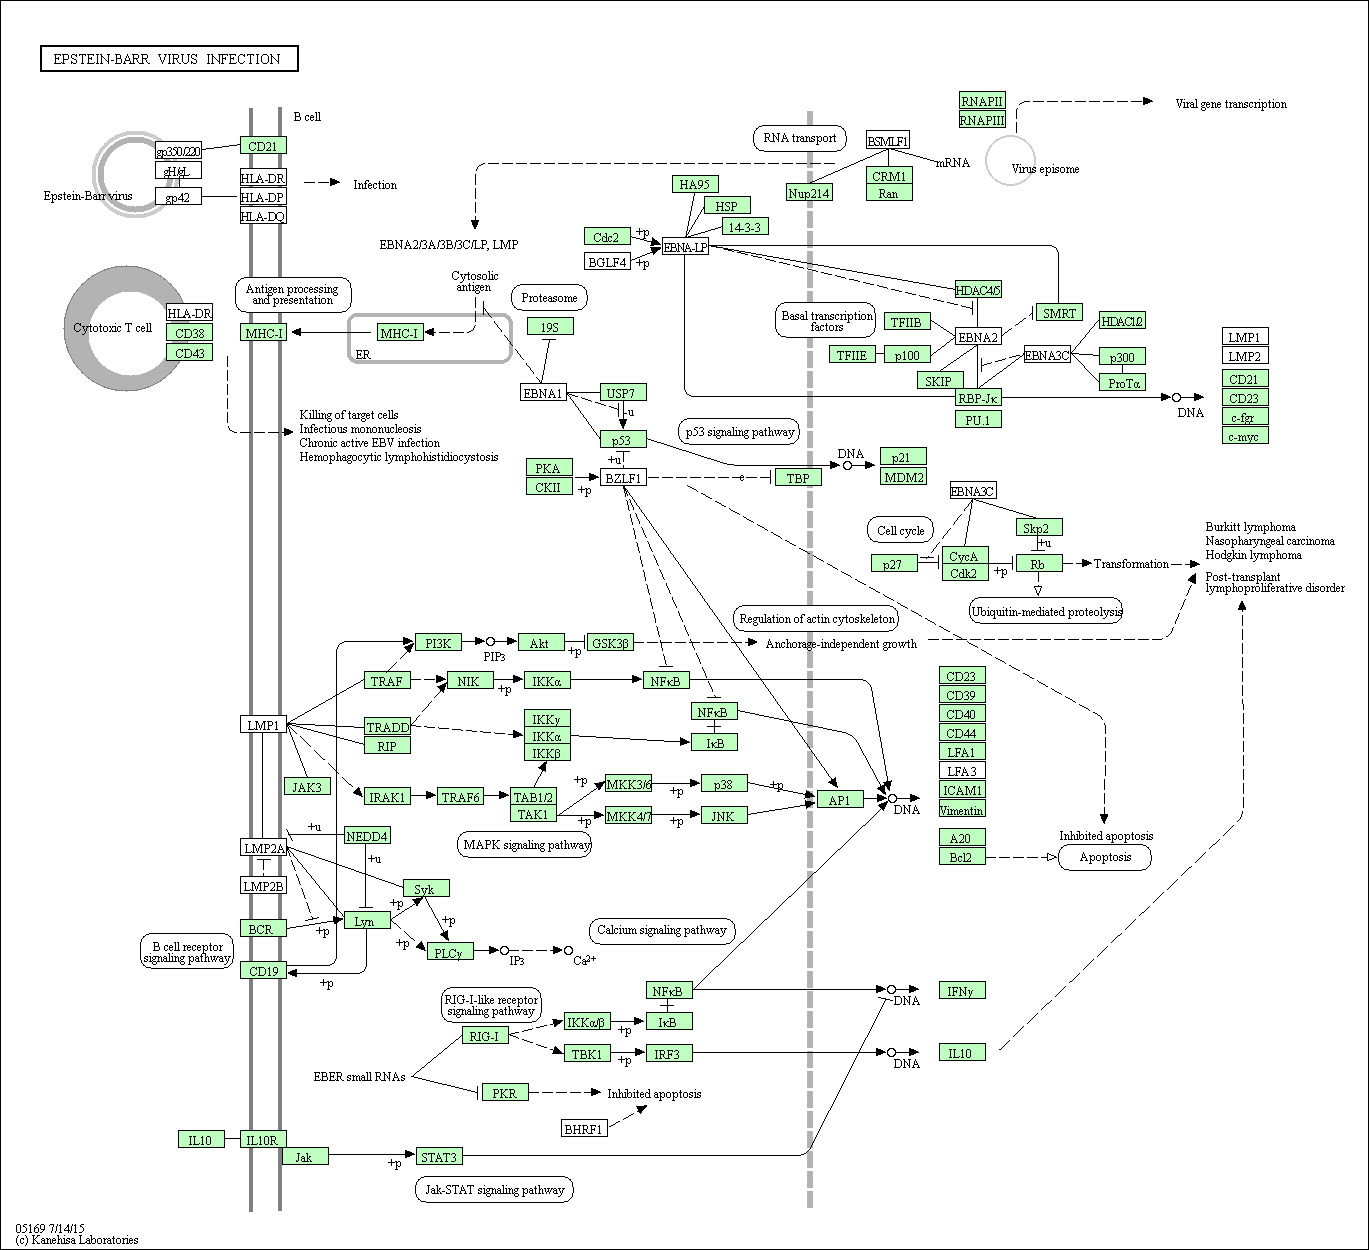 EPSTEIN-BARR VIRUS INFECTION
B cell
gp350/220
gH/gL
gp42
Epstein-Barr virus
CD21
HLA-DR
HLA-DP
HLA-DQ
Infection
EBNA2/3A/3B/3C/LP, LMP
RNA transport
Nup214
BSMLF1
mRNA
CRM1
Ran
RNAPII
RNAPIII
Virus episome
Viral gene transcription
HA95
HSP
14-3-3
Cdc2
BGLF4
+p
+p
EBNA-LP
Cytotoxic T cell
HLA-DR
CD38
CD43
Antigen processing
and presentation
MHC-I
MHC-I
ER
Cytosolic
antigen
Proteasome
19S
EBNA1
USP7
-u
p53
+u
Killing of target cells
Infectious mononucleosis
Chronic active EBV infection
Hemophagocytic lymphohistidiocystosis
Basal transcription
factors
TFIIB
TFIIE
p100
SKIP
HDAC4/5
EBNA2
RBP-Jκ
PU.1
SMRT
EBNA3C
HDAC1/2
p300
ProTα
DNA
LMP1
LMP2
CD21
CD23
c-fgr
c-myc
p53 signaling pathway
PKA
CKII
+p
BZLF1
e
TBP
DNA
p21
MDM2
EBNA3C
Cell cycle
p27
CycA
Cdk2
+p
Skp2
+u
Rb
Transformation
Ubiquitin-mediated proteolysis
Burkitt lymphoma
Nasopharyngeal carcinoma
Hodgkin lymphoma
Post-transplant
lymphoproliferative disorder
Regulation of actin cytoskeleton
Anchorage-independent growth
PI3K
PIP3
Akt
+p
GSK3β
TRAF
NIK
+p
IKKα
NFκB
LMP1
TRADD
RIP
IKKγ
IKKα
IKKβ
NFκB
IκB
JAK3
IRAK1
TRAF6
TAB1/2
TAK1
+p
+p
MKK3/6
MKK4/7
+p
+p
p38
JNK
+p
AP1
DNA
MAPK signaling pathway
CD23
CD39
CD40
CD44
LFA1
LFA3
ICAM1
Vimentin
A20
Bcl2
Inhibited apoptosis
Apoptosis
LMP2A
LMP2B
+u
NEDD4
+u
Syk
BCR
+p
Lyn
+p
+p
+p
PLCγ
IP3
Ca2+
Calcium signaling pathway
B cell receptor
signaling pathway
CD19
+p
RIG-I-like receptor
signaling pathway
RIG-I
IKKα/β
+p
TBK1
+p
NFκB
IκB
IRF3
DNA
IFNγ
DNA
IL10
EBER small RNAs
PKR
Inhibited apoptosis
BHRF1
IL10
IL10R
Jak
+p
STAT3
Jak-STAT signaling pathway
05169 7/14/15
(c) Kanehisa Laboratories